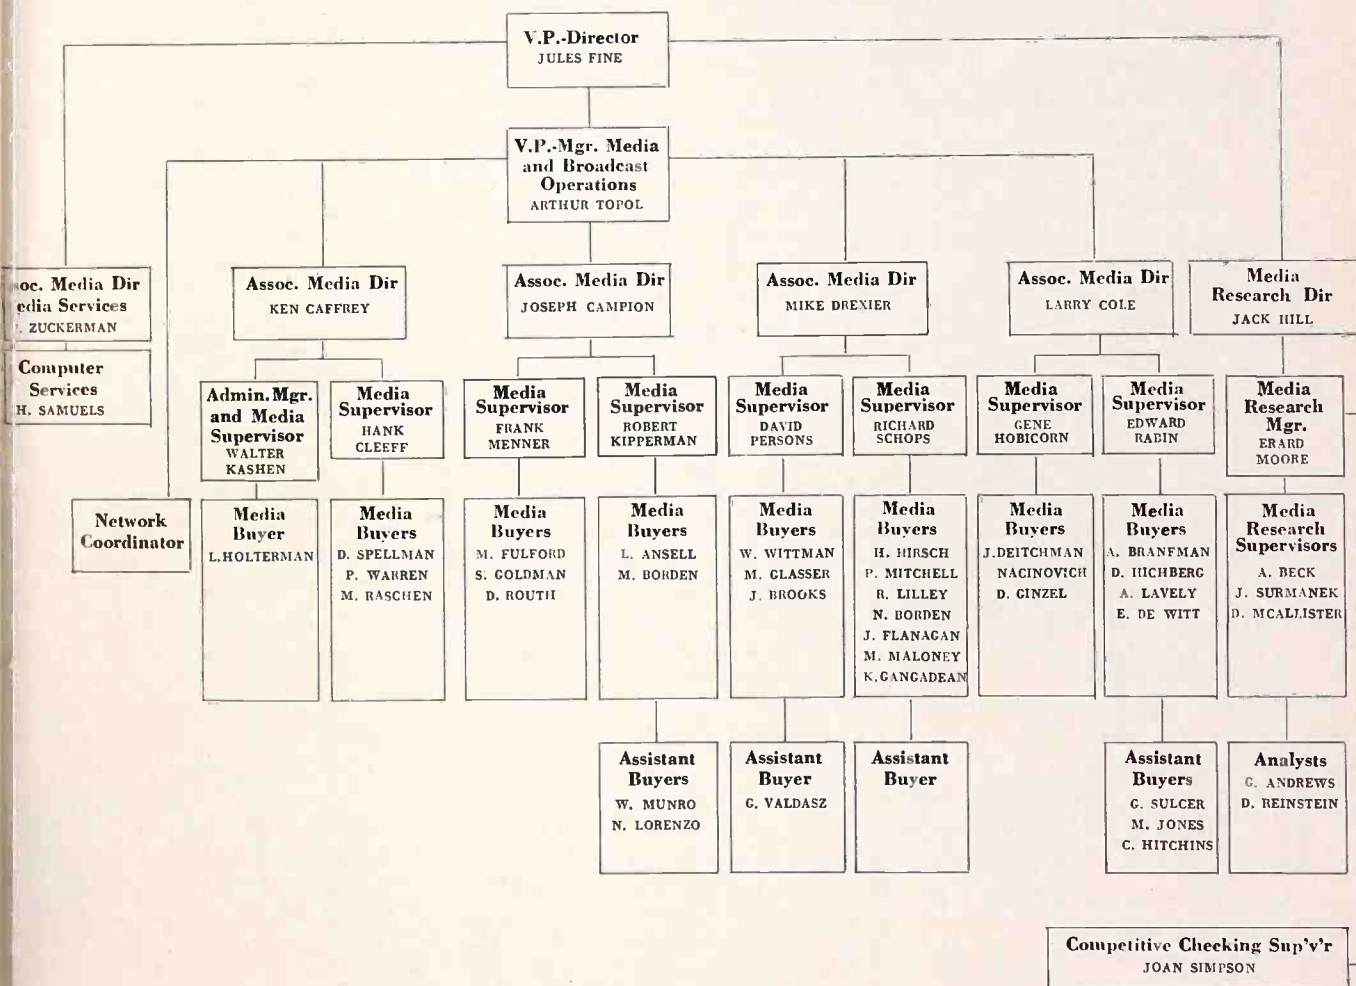 V.P.-Director
JULES FINE
V.P.-Mgr. Media
and Broadcast
Operations
ARTHUR TOPOL
Media Dir
Services
ZUCKERMAN
Computer
Services
H. SAMUELS
Assoc. Media Dir
KEN CAFFREY
Assoc. Media Dir
JOSEPH CAMPION
Assoc. Media Dir
MIKE DREXIER
Assoc. Media Dir
LARRY COLE
Media
Research Dir
JACK HILL
Admin. Mgr.
and Media
Supervisor
WALTER
KASHEN
Media
Supervisor
HANK
CLEEFF
Media
Supervisor
FRANK
MENNER
Media
Supervisor
ROBERT
KIPPERMAN
Media
Supervisor
DAVID
PERSONS
Media
Supervisor
RICHARD
SCHOPS
Media
Supervisor
GENE
HOBICORN
Media
Supervisor
EDWARD
RABIN
Media
Research
Mgr.
ERARD
MOORE
Network
Coordinator
Media
Buyer
L. HOLTERMAN
Media
Buyers
D. SPELLMAN
P. WARREN
M. RASCHEN
Media
Buyers
M. FULFORD
S. GOLDMAN
D. ROUTH
Media
Buyers
L. ANSELL
M. BORDEN
Media
Buyers
W. WITTMAN
M. GLASSER
J. BROOKS
Media
Buyers
H. HIRSCH
P. MITCHELL
R. LILLEY
N. BORDEN
J. FLANAGAN
M. MALONEY
K. GANGADEAN
Media
Buyers
J. DEITCHMAN
NACINOVICH
D. GINZEL
Media
Buyers
A. BRANFMAN
D. HICHBERG
A. LAVELY
E. DE WITT
Media
Research
Supervisors
A. BECK
J. SURMANEK
D. MCALLISTER
Assistant
Buyers
W. MUNRO
N. LORENZO
Assistant
Buyer
G. VALDASZ
Assistant
Buyer
Assistant
Buyers
G. SULCER
M. JONES
C. HITCHINS
Analysts
G. ANDREWS
D. REINSTEIN
Competitive Checking Sup'v'r
JOAN SIMPSON